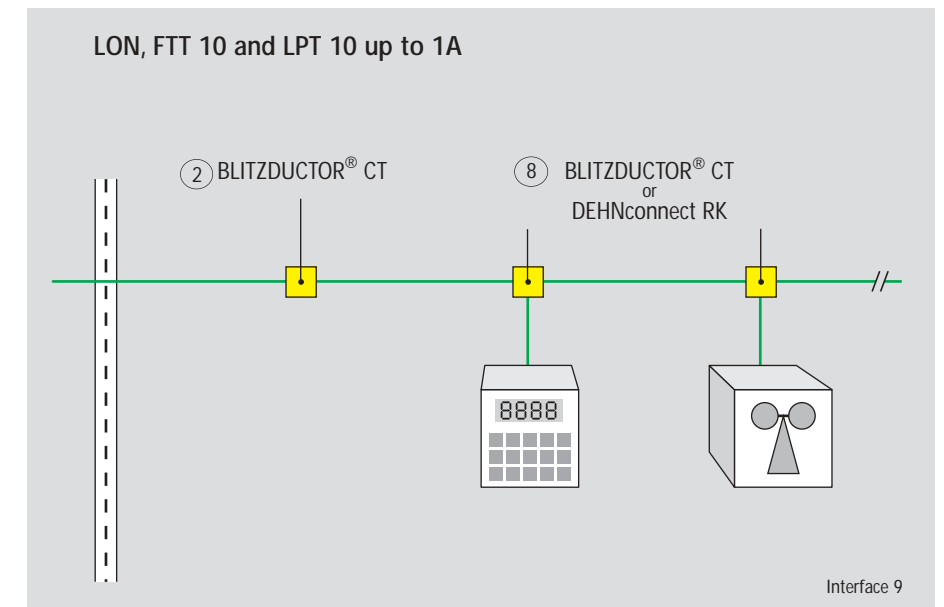 LON, FTT 10 and LPT 10 up to 1A
2 BLITZDUCTOR® CT
8 BLITZDUCTOR® CT
or
DEHNconnect RK
8888
Interface 9